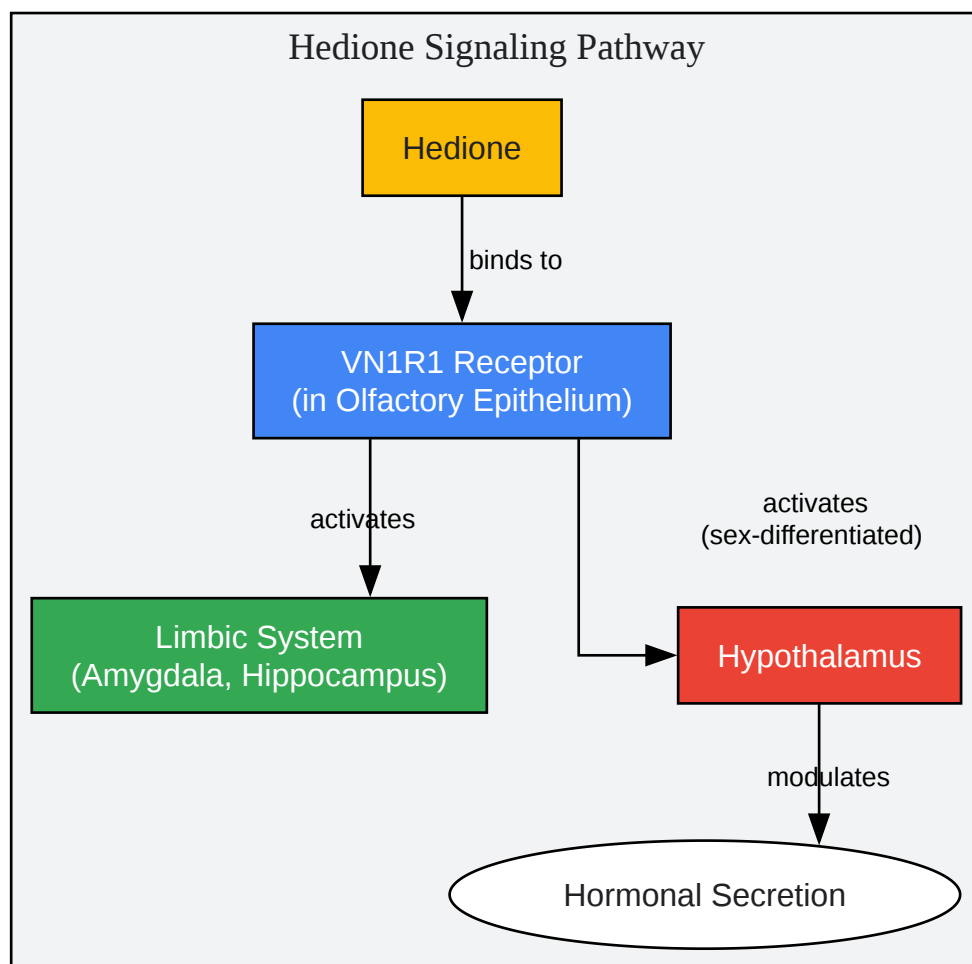 Hedione Signaling Pathway
Hedione
binds to
VN1R1 Receptor
(in Olfactory Epithelium)
activates
activates
(sex-differentiated)
Limbic System
(Amygdala, Hippocampus)
Hypothalamus
modulates
Hormonal Secretion